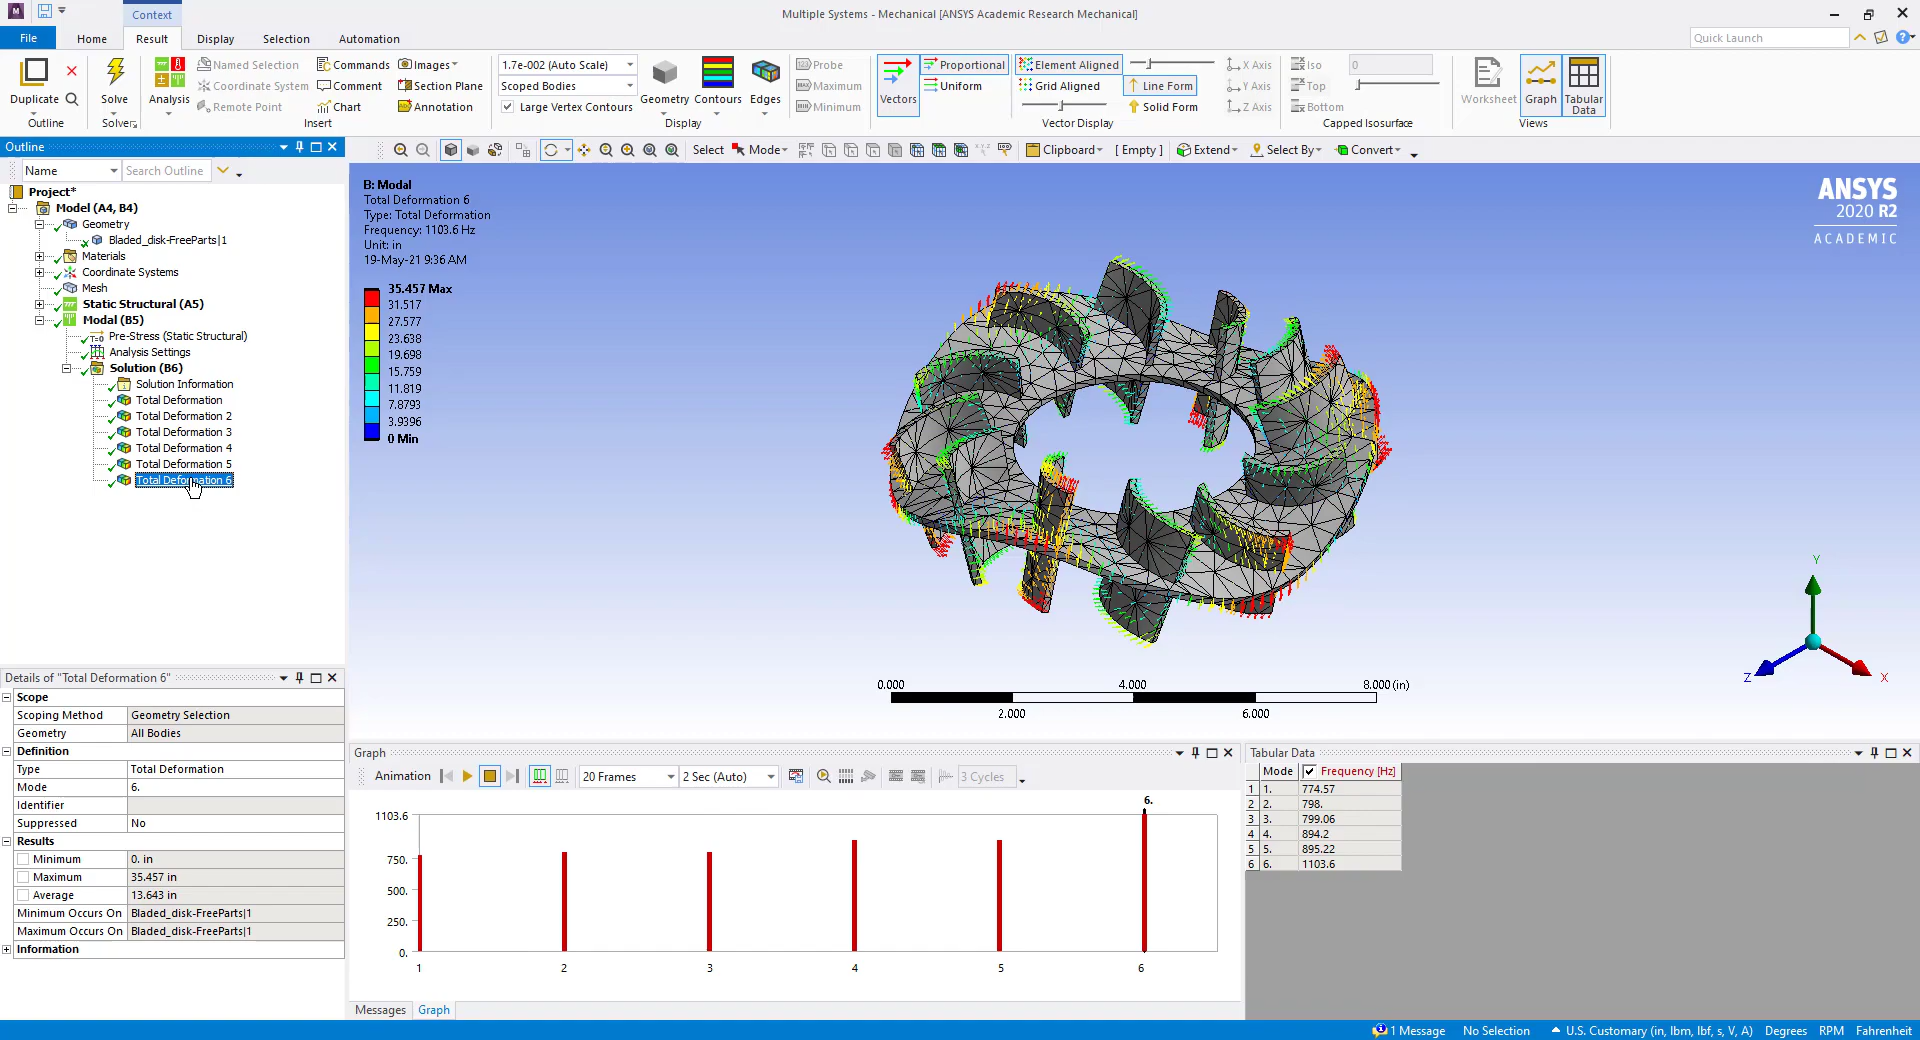 Context
Multiple Systems - Mechanical [ANSYS Academic Research Mechanical]
File
Home
Result
Display
Selection
Automation
Quick Launch
Duplicate
Outline
Solve
Solver
Analysis
Named Selection
Coordinate System
Remote Point
Commands
Comment
Chart
Images
Section Plane
Annotation
Insert
1.7e-002 (Auto Scale)
Scoped Bodies
Large Vertex Contours
Geometry
Contours
Edges
Display
Probe
Maximum
Minimum
Vectors
Proportional
Uniform
Element Aligned
Grid Aligned
Line Form
Solid Form
X Axis
Y Axis
Z Axis
Vector Display
Iso
Top
Bottom
0
Capped Isosurface
Worksheet
Graph
Tabular
Data
Views
Outline
Name
Search Outline
Select
Mode
Clipboard
[ Empty ]
Extend
Select By
Convert
Project*
Model (A4, B4)
Geometry
Bladed_disk-FreeParts|1
Materials
Coordinate Systems
Mesh
Static Structural (A5)
Modal (B5)
Pre-Stress (Static Structural)
Analysis Settings
Solution (B6)
Solution Information
Total Deformation
Total Deformation 2
Total Deformation 3
Total Deformation 4
Total Deformation 5
Total Deformation 6
B: Modal
Total Deformation 6
Type: Total Deformation
Frequency: 1103.6 Hz
Unit: in
19-May-21 9:36 AM
35.457 Max
31.517
27.577
23.638
19.698
15.759
11.819
7.8793
3.9396
0 Min
ANSYS
2020 R2
ACADEMIC
0.000
4.000
8.000 (in)
2.000
6.000
Y
Z
X
Details of "Total Deformation 6"
Scope
Scoping Method Geometry Selection
Geometry All Bodies
Definition
Type Total Deformation
Mode 6.
Identifier
Suppressed No
Results
Minimum 0. in
Maximum 35.457 in
Average 13.643 in
Minimum Occurs On Bladed_disk-FreeParts|1
Maximum Occurs On Bladed_disk-FreeParts|1
Information
Graph
Animation
20 Frames
2 Sec (Auto)
3 Cycles
6.
1103.6
750.
500.
250.
0.
1 2 3 4 5 6
Messages
Graph
Tabular Data
Mode Frequency [Hz]
1 1. 774.57
2 2. 798.
3 3. 799.06
4 4. 894.2
5 5. 895.22
6 6. 1103.6
1 Message
No Selection
U.S. Customary (in, lbm, lbf, s, V, A)
Degrees
RPM
Fahrenheit